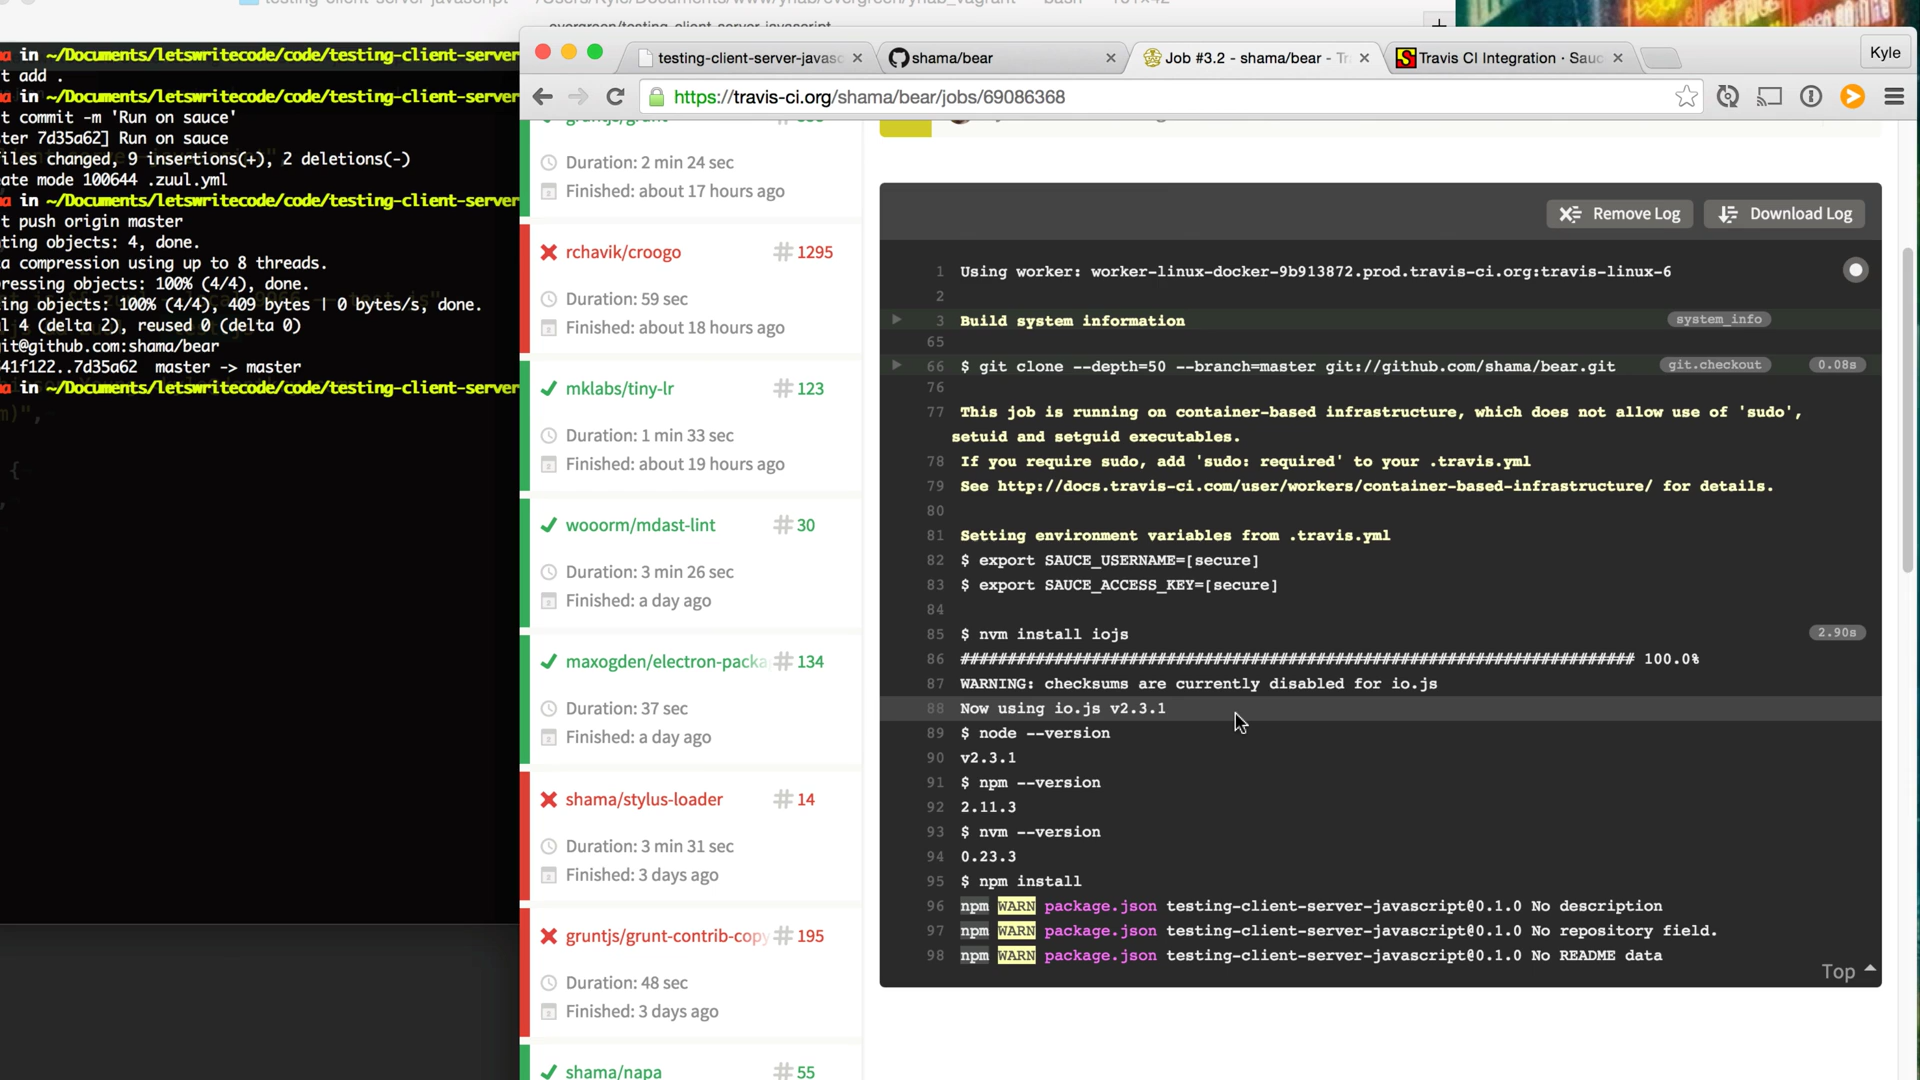 a in ~/Documents/letswritecode/code/testing-client-server
t add .
a in ~/Documents/letswritecode/code/testing-client-server
t commit -m 'Run on sauce'
ter 7d35a62] Run on sauce
files changed, 9 insertions(+), 2 deletions(-)
ate mode 100644 .zuul.yml
a in ~/Documents/letswritecode/code/testing-client-server
t push origin master
ting objects: 4, done.
a compression using up to 8 threads.
pressing objects: 100% (4/4), done.
ing objects: 100% (4/4), 409 bytes | 0 bytes/s, done.
l 4 (delta 2), reused 0 (delta 0)
git@github.com:shama/bear
41f122..7d35a62 master -> master
a in ~/Documents/letswritecode/code/testing-client-server
testing-client-server-javasc
shama/bear
Job #3.2 - shama/bear - Tr
Travis CI Integration · Sauc
Kyle
https://travis-ci.org/shama/bear/jobs/69086368
gruntjs/grunt
Duration: 2 min 24 sec
Finished: about 17 hours ago
rchavik/croogo # 1295
Duration: 59 sec
Finished: about 18 hours ago
mklabs/tiny-lr # 123
Duration: 1 min 33 sec
Finished: about 19 hours ago
wooorm/mdast-lint # 30
Duration: 3 min 26 sec
Finished: a day ago
maxogden/electron-packa # 134
Duration: 37 sec
Finished: a day ago
shama/stylus-loader # 14
Duration: 3 min 31 sec
Finished: 3 days ago
gruntjs/grunt-contrib-copy # 195
Duration: 48 sec
Finished: 3 days ago
shama/napa # 55
Remove Log
Download Log
1 Using worker: worker-linux-docker-9b913872.prod.travis-ci.org:travis-linux-6
2
3 Build system information system_info
65
66 $ git clone --depth=50 --branch=master git://github.com/shama/bear.git git.checkout 0.08s
76
77 This job is running on container-based infrastructure, which does not allow use of 'sudo',
setuid and setguid executables.
78 If you require sudo, add 'sudo: required' to your .travis.yml
79 See http://docs.travis-ci.com/user/workers/container-based-infrastructure/ for details.
80
81 Setting environment variables from .travis.yml
82 $ export SAUCE_USERNAME=[secure]
83 $ export SAUCE_ACCESS_KEY=[secure]
84
85 $ nvm install iojs 2.90s
86 ######################################################################## 100.0%
87 WARNING: checksums are currently disabled for io.js
88 Now using io.js v2.3.1
89 $ node --version
90 v2.3.1
91 $ npm --version
92 2.11.3
93 $ nvm --version
94 0.23.3
95 $ npm install
96 npm WARN package.json testing-client-server-javascript@0.1.0 No description
97 npm WARN package.json testing-client-server-javascript@0.1.0 No repository field.
98 npm WARN package.json testing-client-server-javascript@0.1.0 No README data
Top